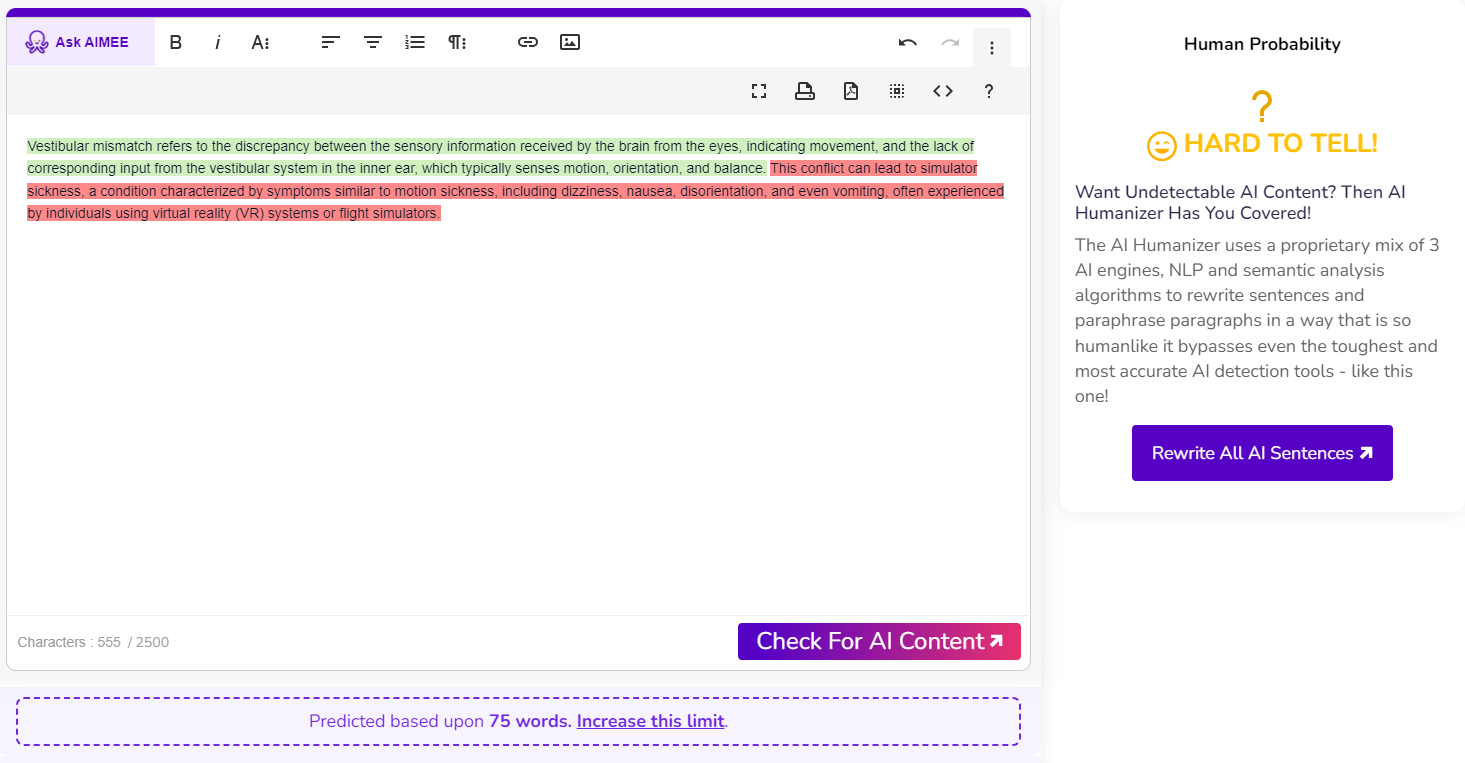 Ask AIMEE
B i A
?
Vestibular mismatch refers to the discrepancy between the sensory information received by the brain from the eyes, indicating movement, and the lack of
corresponding input from the vestibular system in the inner ear, which typically senses motion, orientation, and balance. This conflict can lead to simulator
sickness, a condition characterized by symptoms similar to motion sickness, including dizziness, nausea, disorientation, and even vomiting, often experienced
by individuals using virtual reality (VR) systems or flight simulators.
Characters : 555 / 2500
Check For AI Content
Predicted based upon 75 words. Increase this limit.
Human Probability
?
HARD TO TELL!
Want Undetectable AI Content? Then AI
Humanizer Has You Covered!
The AI Humanizer uses a proprietary mix of 3
AI engines, NLP and semantic analysis
algorithms to rewrite sentences and
paraphrase paragraphs in a way that is so
humanlike it bypasses even the toughest and
most accurate AI detection tools - like this
one!
Rewrite All AI Sentences